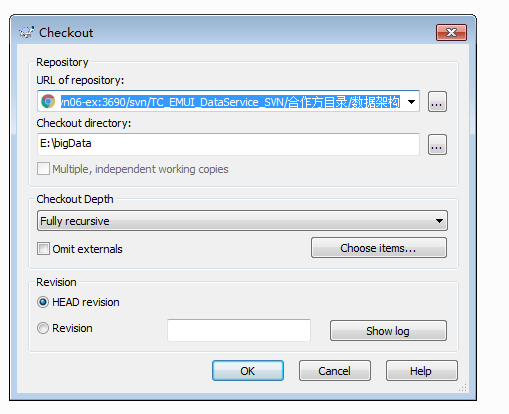 Checkout
Repository
URL of repository:
/n06-ex:3690/svn/TC_EMUI_DataService_SVN/合作方目录/数据架构
...
Checkout directory:
E:\bigData
...
Multiple, independent working copies
Checkout Depth
Fully recursive
Omit externals
Choose items...
Revision
HEAD revision
Revision
Show log
OK
Cancel
Help